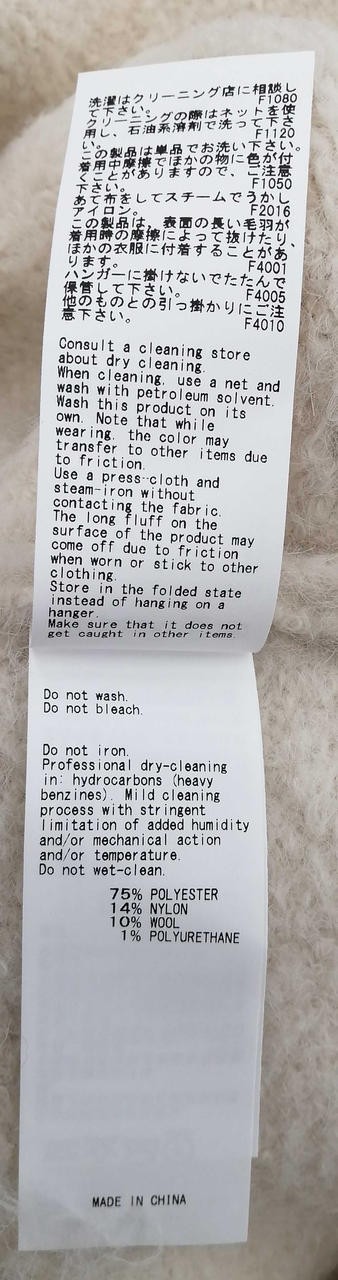 洗濯はクリーニング店に相談し
て下さい。 F1080
クリーニングの際はネットを使
用し、石油系溶剤で洗って下さ
い。 F1120
この製品は単品でお洗い下さい。
着用中摩擦でほかの物に色が付
くことがありますので、ご注意
下さい。 F1050
あて布をしてスチームでうかし
アイロン。 F2016
この製品は、表面の長い毛羽が
着用時の摩擦によって抜けたり、
ほかの衣服に付着することがあ
ります。 F4001
ハンガーに掛けないでたたんで
保管して下さい。 F4005
他のものとの引っ掛かりにご注
意下さい。 F4010
Consult a cleaning store
about dry cleaning.
When cleaning, use a net and
wash with petroleum solvent.
Wash this product on its
own. Note that while
wearing, the color may
transfer to other items due
to friction.
Use a press-cloth and
steam-iron without
contacting the fabric.
The long fluff on the
surface of the product may
come off due to friction
when worn or stick to other
clothing.
Store in the folded state
instead of hanging on a
hanger.
Make sure that it does not
get caught in other items.
Do not wash.
Do not bleach.
Do not iron.
Professional dry-cleaning
in: hydrocarbons (heavy
benzines). Mild cleaning
process with stringent
limitation of added humidity
and/or mechanical action
and/or temperature.
Do not wet-clean.
75% POLYESTER
14% NYLON
10% WOOL
1% POLYURETHANE
MADE IN CHINA